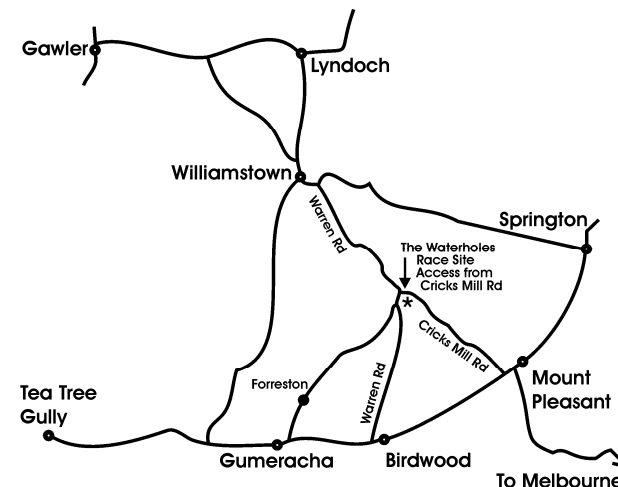 Gawler
Lyndoch
Williamstown
Warren Rd
Springton
The Waterholes
Race Site
Access from
Cricks Mill Rd
*
Cricks Mill Rd
Warren Rd
Forreston
Mount
Pleasant
Tea Tree
Gully
Gumeracha
Birdwood
To Melbourne